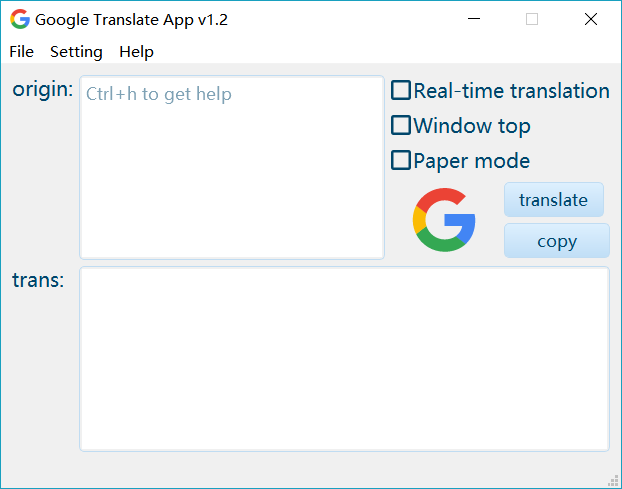 Google Translate App v1.2
File Setting Help
origin:
Ctrl+h to get help
Real-time translation
Window top
Paper mode
translate
copy
trans: